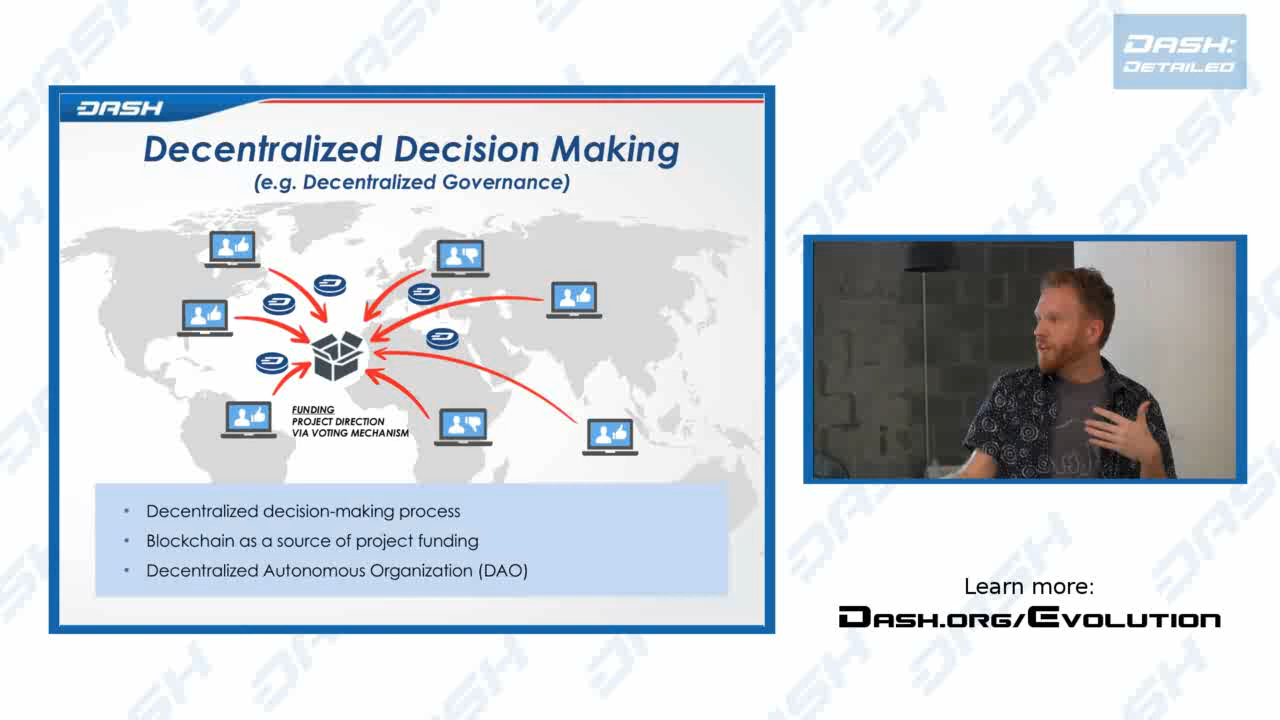 DASH:
DETAILED
DASH
Decentralized Decision Making
(e.g. Decentralized Governance)
FUNDING
PROJECT DIRECTION
VIA VOTING MECHANISM
• Decentralized decision-making process
• Blockchain as a source of project funding
• Decentralized Autonomous Organization (DAO)
Learn more:
DASH.ORG/EVOLUTION